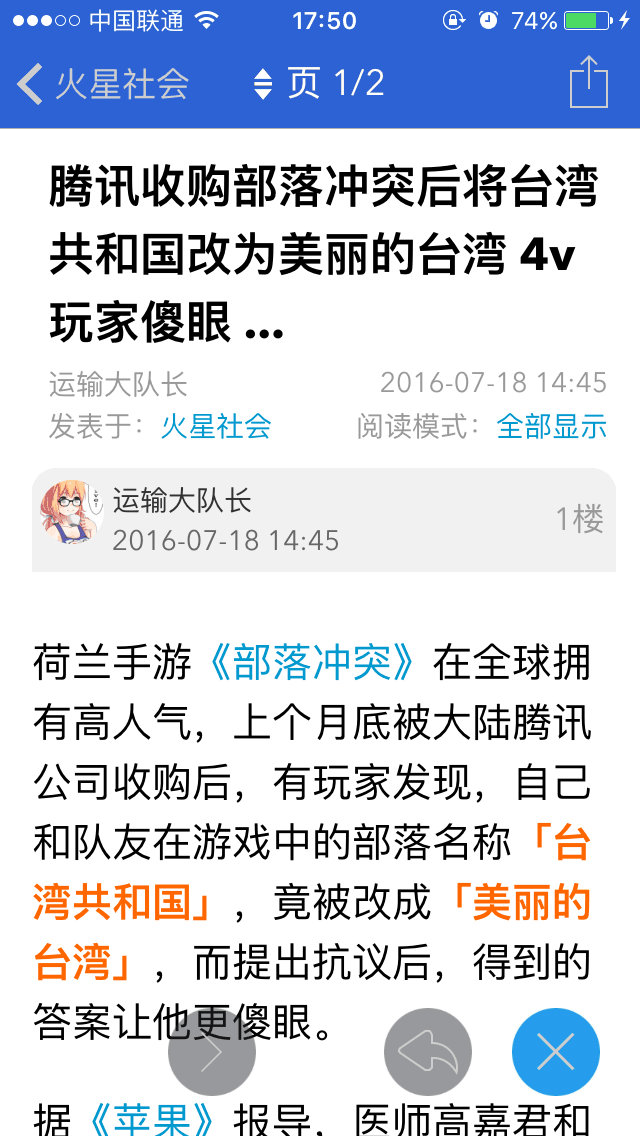 中国联通 17:50 74%
火星社会 页 1/2
腾讯收购部落冲突后将台湾
共和国改为美丽的台湾 4v
玩家傻眼 ...
运输大队长 2016-07-18 14:45
发表于： 火星社会 阅读模式： 全部显示
运输大队长
2016-07-18 14:45
1楼
荷兰手游《部落冲突》在全球拥
有高人气，上个月底被大陆腾讯
公司收购后，有玩家发现，自己
和队友在游戏中的部落名称「台
湾共和国」，竟被改成「美丽的
台湾」，而提出抗议后，得到的
答案让他更傻眼。
据《苹果》报导，医师高嘉君和